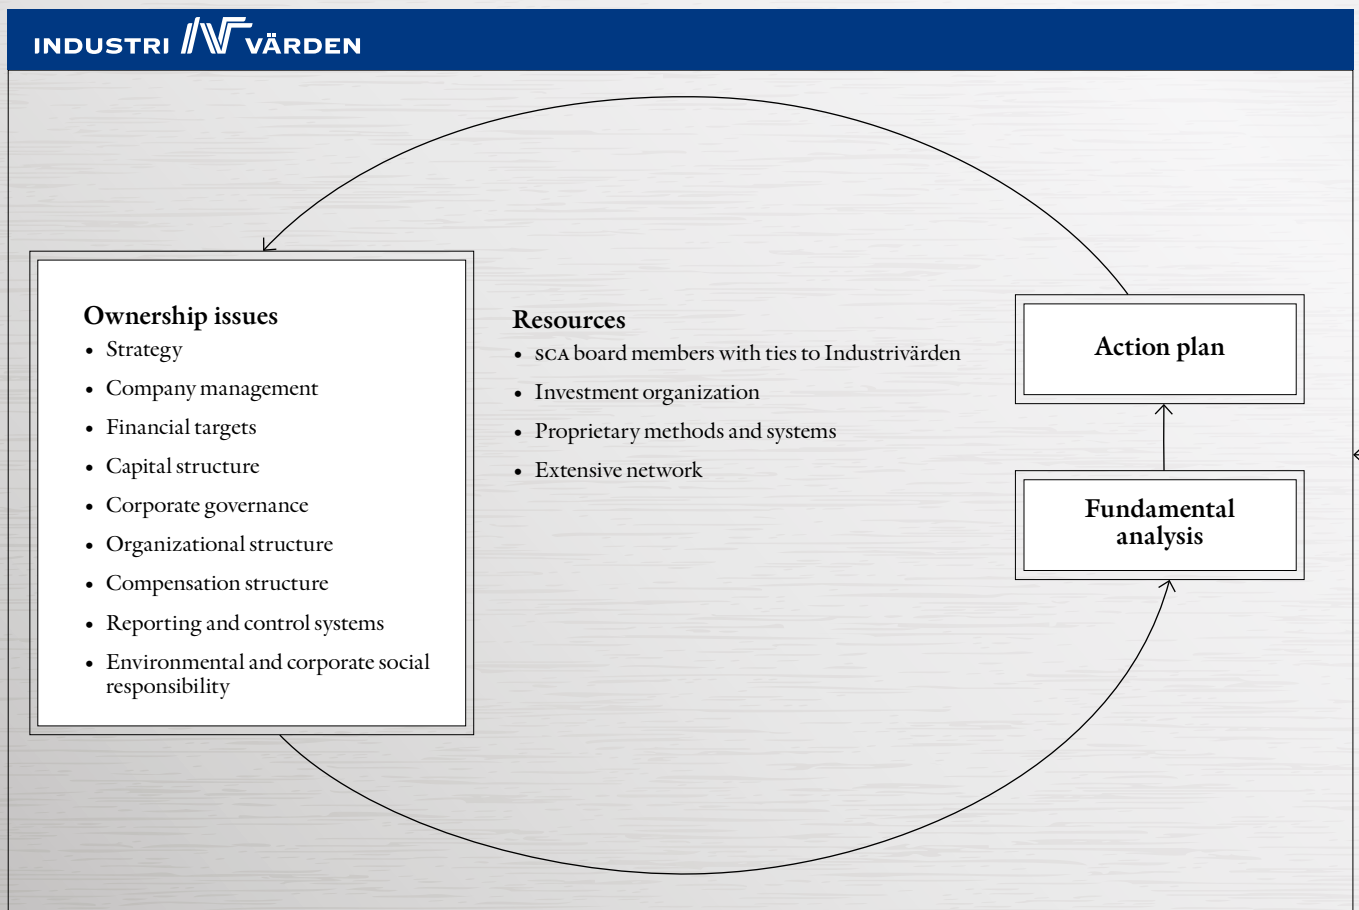 INDUSTRI VÄRDEN
Ownership issues
• Strategy
• Company management
• Financial targets
• Capital structure
• Corporate governance
• Organizational structure
• Compensation structure
• Reporting and control systems
• Environmental and corporate social
responsibility
Resources
• SCA board members with ties to Industrivärden
• Investment organization
• Proprietary methods and systems
• Extensive network
Action plan
Fundamental
analysis